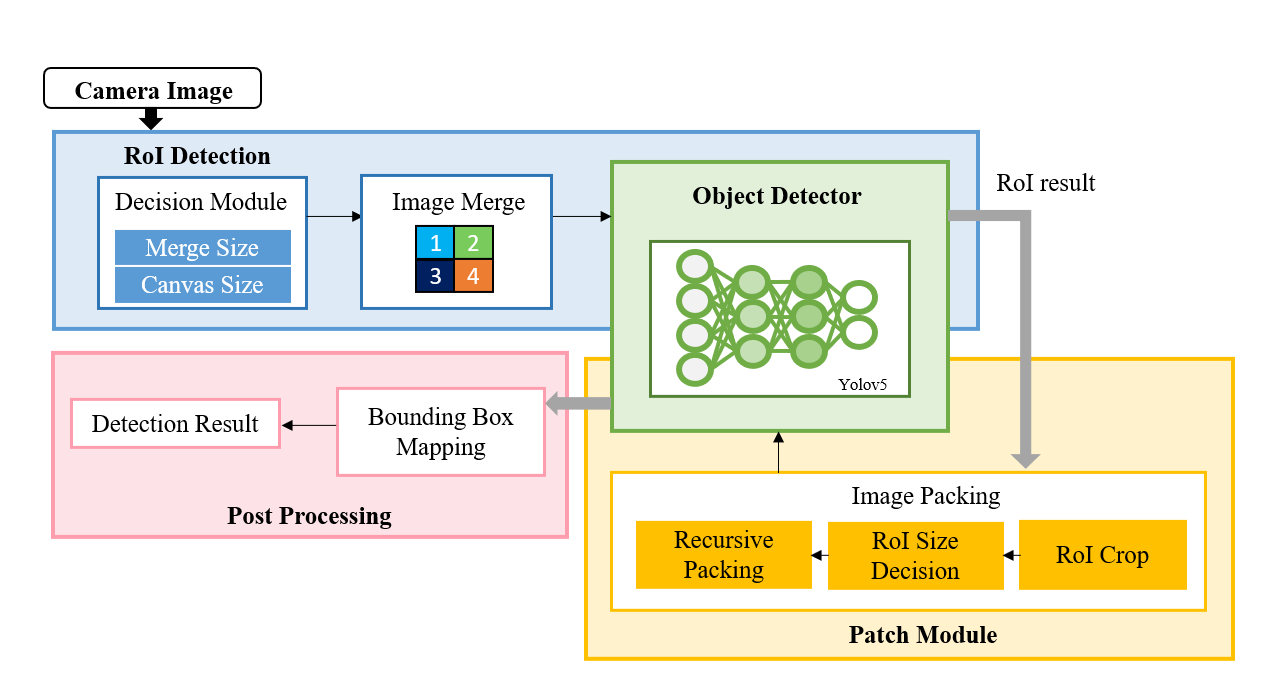 Camera Image
RoI Detection
Decision Module
Merge Size
Canvas Size
Image Merge
1 2
3 4
Object Detector
Yolov5
RoI result
Detection Result
Bounding Box
Mapping
Post Processing
Image Packing
Recursive
Packing
RoI Size
Decision
RoI Crop
Patch Module